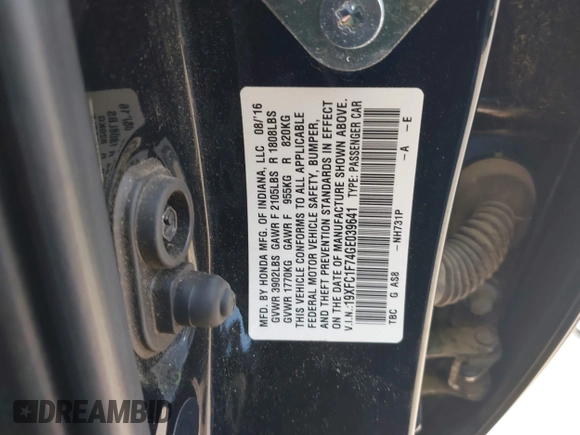 MFD. BY HONDA MFG. OF INDIANA, LLC 08/'16
GVWR 3902LBS GAWR F 2105LBS R 1808LBS
GVWR 1770KG GAWR F 955KG R 820KG
THIS VEHICLE CONFORMS TO ALL APPLICABLE
FEDERAL MOTOR VEHICLE SAFETY, BUMPER,
AND THEFT PREVENTION STANDARDS IN EFFECT
ON THE DATE OF MANUFACTURE SHOWN ABOVE.
V.I.N.:19XFC1F74GE039641 TYPE: PASSENGER CAR
TBC G AS8 -NH731P -A -E
DREAMBID